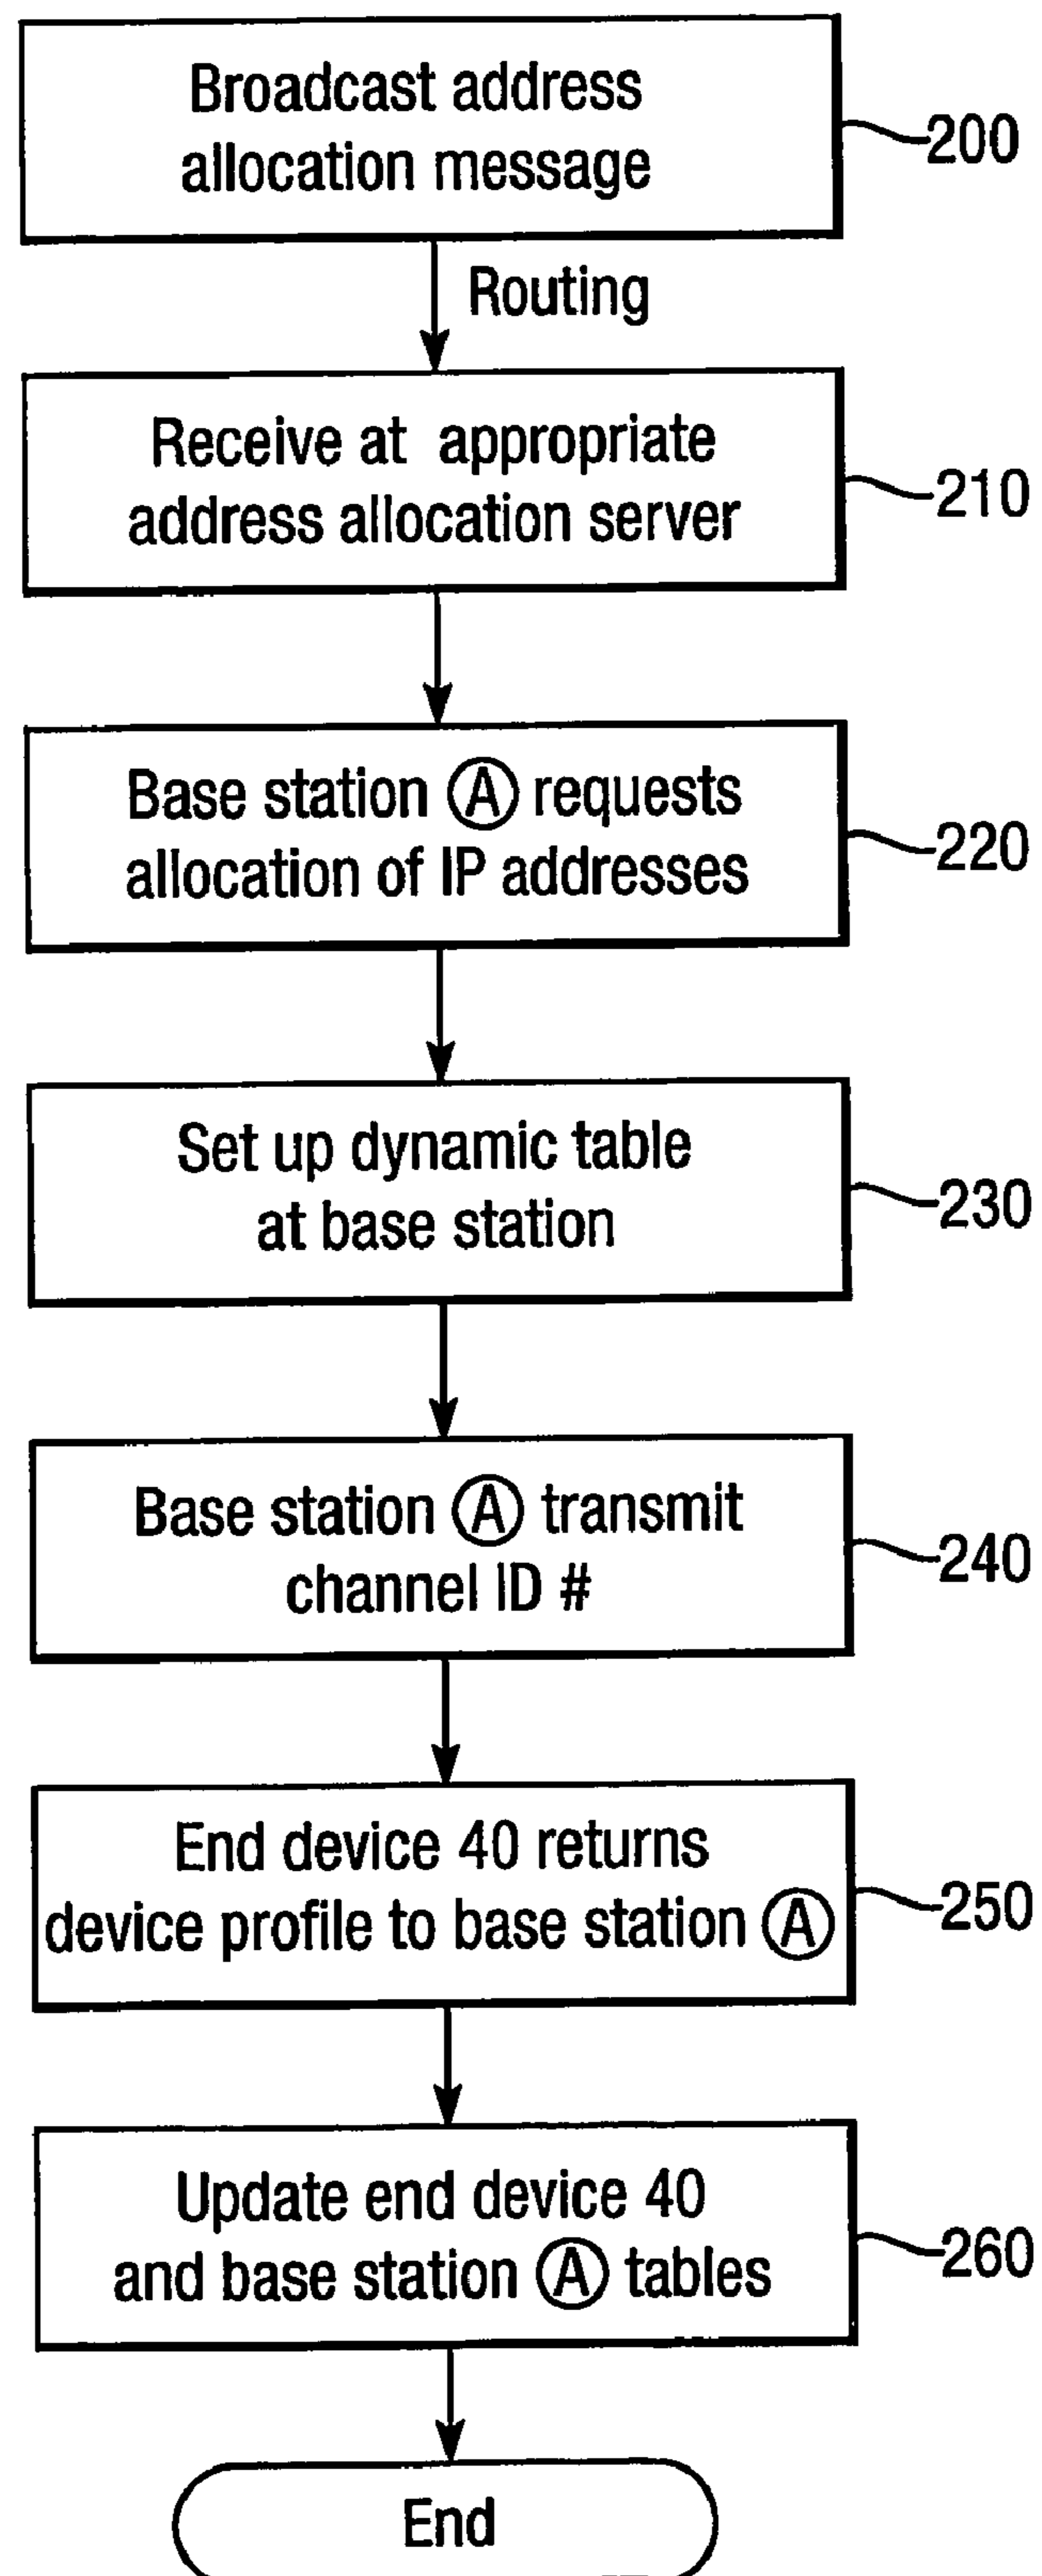 Broadcast address
allocation message
200
Routing
Receive at appropriate
address allocation server
210
Base station Ⓐ requests
allocation of IP addresses
220
Set up dynamic table
at base station
230
Base station Ⓐ transmit
channel ID #
240
End device 40 returns
device profile to base station Ⓐ
250
Update end device 40
and base station Ⓐ tables
260
End